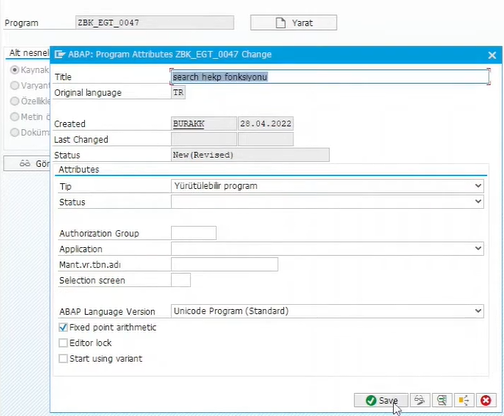 Program ZBK_EGT_0047 Yarat
ABAP: Program Attributes ZBK_EGT_0047 Change
Alt nesnel
Kaynak
Varyant
Özellikle
Metin ö
Doküm
Gör
Title search hekp fonksiyonu
Original language TR
Created BURAKK 28.04.2022
Last Changed
Status New(Revised)
Attributes
Tip Yürütülebilir program
Status
Authorization Group
Application
Mant.vr.tbn.adı
Selection screen
ABAP Language Version Unicode Program (Standard)
Fixed point arithmetic
Editor lock
Start using variant
Save